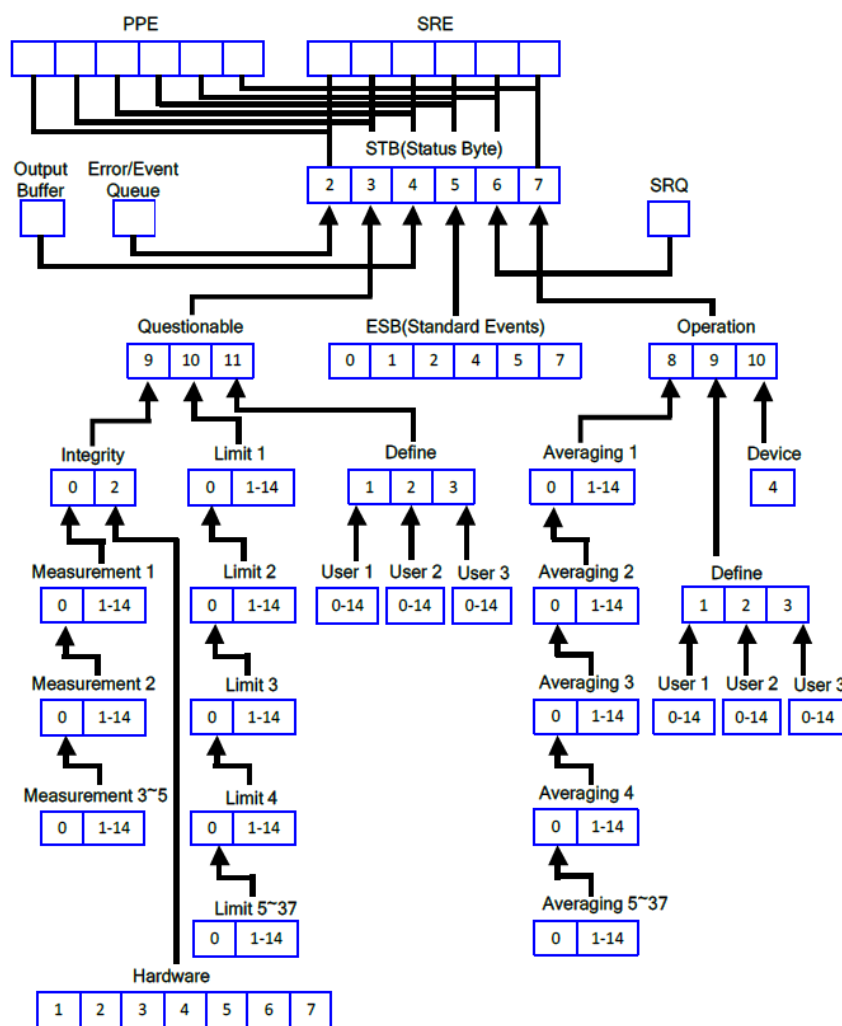 PPE SRE
STB(Status Byte)
Output Buffer Error/Event Queue SRQ
2 3 4 5 6 7
Questionable ESB(Standard Events) Operation
9 10 11 0 1 2 4 5 7 8 9 10
Integrity Limit 1 Define Averaging 1 Device
0 2 0 1-14 1 2 3 0 1-14 4
Measurement 1 Limit 2 User 1 User 2 User 3 Averaging 2 Define
0 1-14 0 1-14 0-14 0-14 0-14 0 1-14 1 2 3
Measurement 2 Limit 3 Averaging 3 User 1 User 2 User 3
0 1-14 0 1-14 0 1-14 0-14 0-14 0-14
Measurement 3~5 Limit 4 Averaging 4
0 1-14 0 1-14 0 1-14
Limit 5~37 Averaging 5~37
0 1-14 0 1-14
Hardware
1 2 3 4 5 6 7